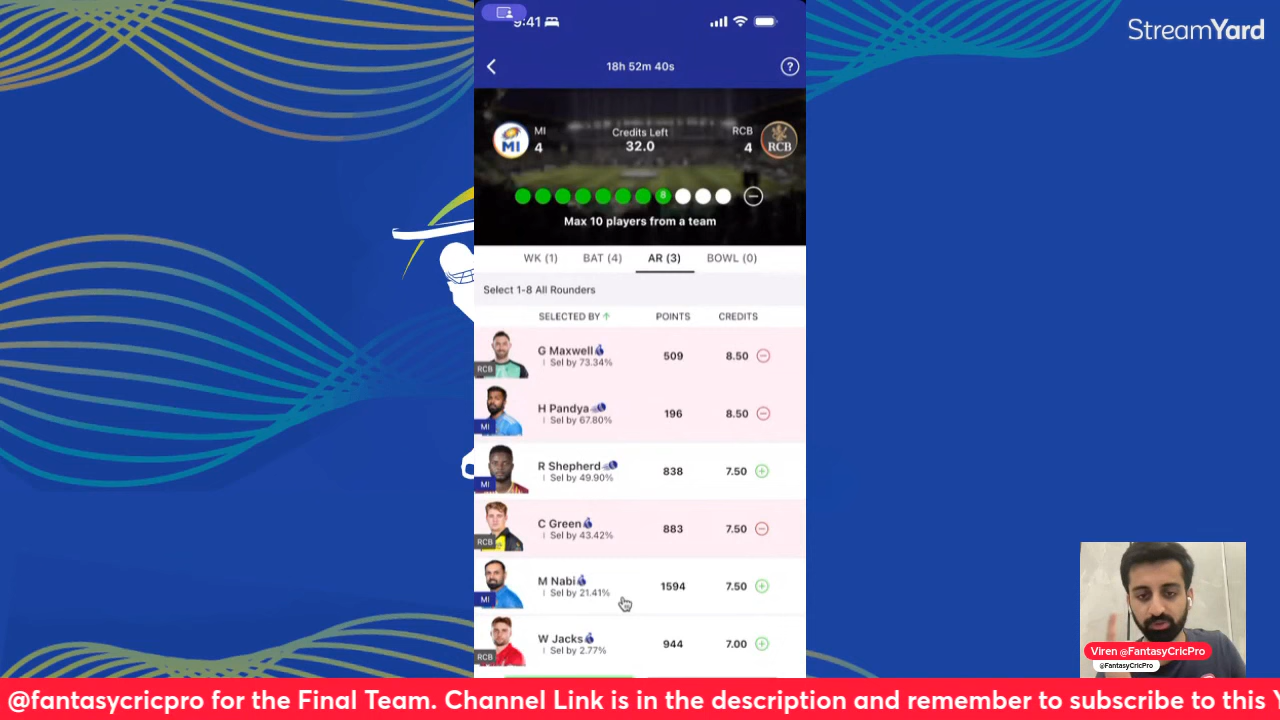 9:41
StreamYard
18h 52m 40s
?
MI
4
Credits Left
32.0
RCB
4
MI
RCB
8
Max 10 players from a team
WK (1) BAT (4) AR (3) BOWL (0)
Select 1-8 All Rounders
SELECTED BY ↑ POINTS CREDITS
G Maxwell
Sel by 73.34%
RCB
509 8.50
H Pandya
Sel by 67.80%
MI
196 8.50
R Shepherd
Sel by 49.90%
MI
838 7.50
C Green
Sel by 43.42%
RCB
883 7.50
M Nabi
Sel by 21.41%
MI
1594 7.50
W Jacks
Sel by 2.77%
RCB
944 7.00
Viren @FantasyCricPro
@FantasyCricPro
@fantasycricpro for the Final Team. Channel Link is in the description and remember to subscribe to this